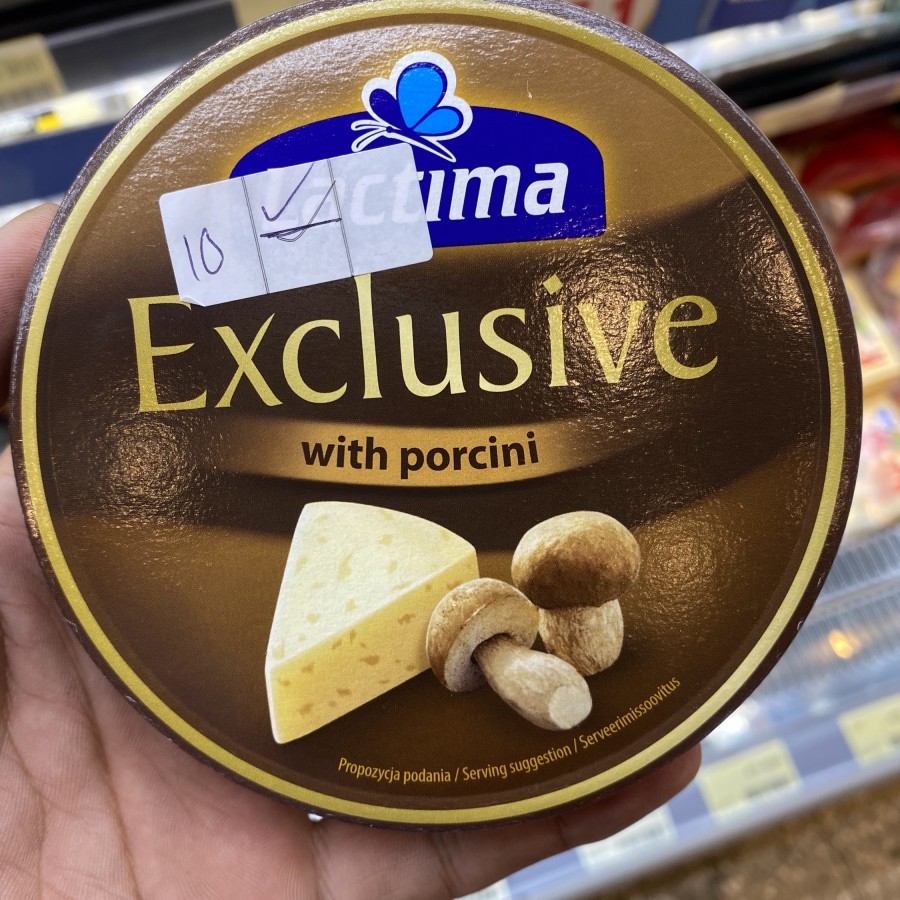 Lactima
10
Exclusive
with porcini
Propozycja podania / Serving suggestion / Serveerimissoovitus